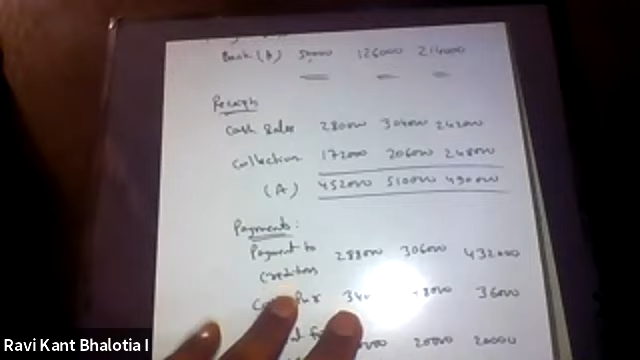 Bank (A) 50000 126000 214000
Receipts
Cash Sales 280000 304000 242000
Collection 172000 206000 248000
(A) 452000 510000 490000
Payments:
Payment to 288000 306000 432000
Creditors
36000
20000 20000
Ravi Kant Bhalotia I